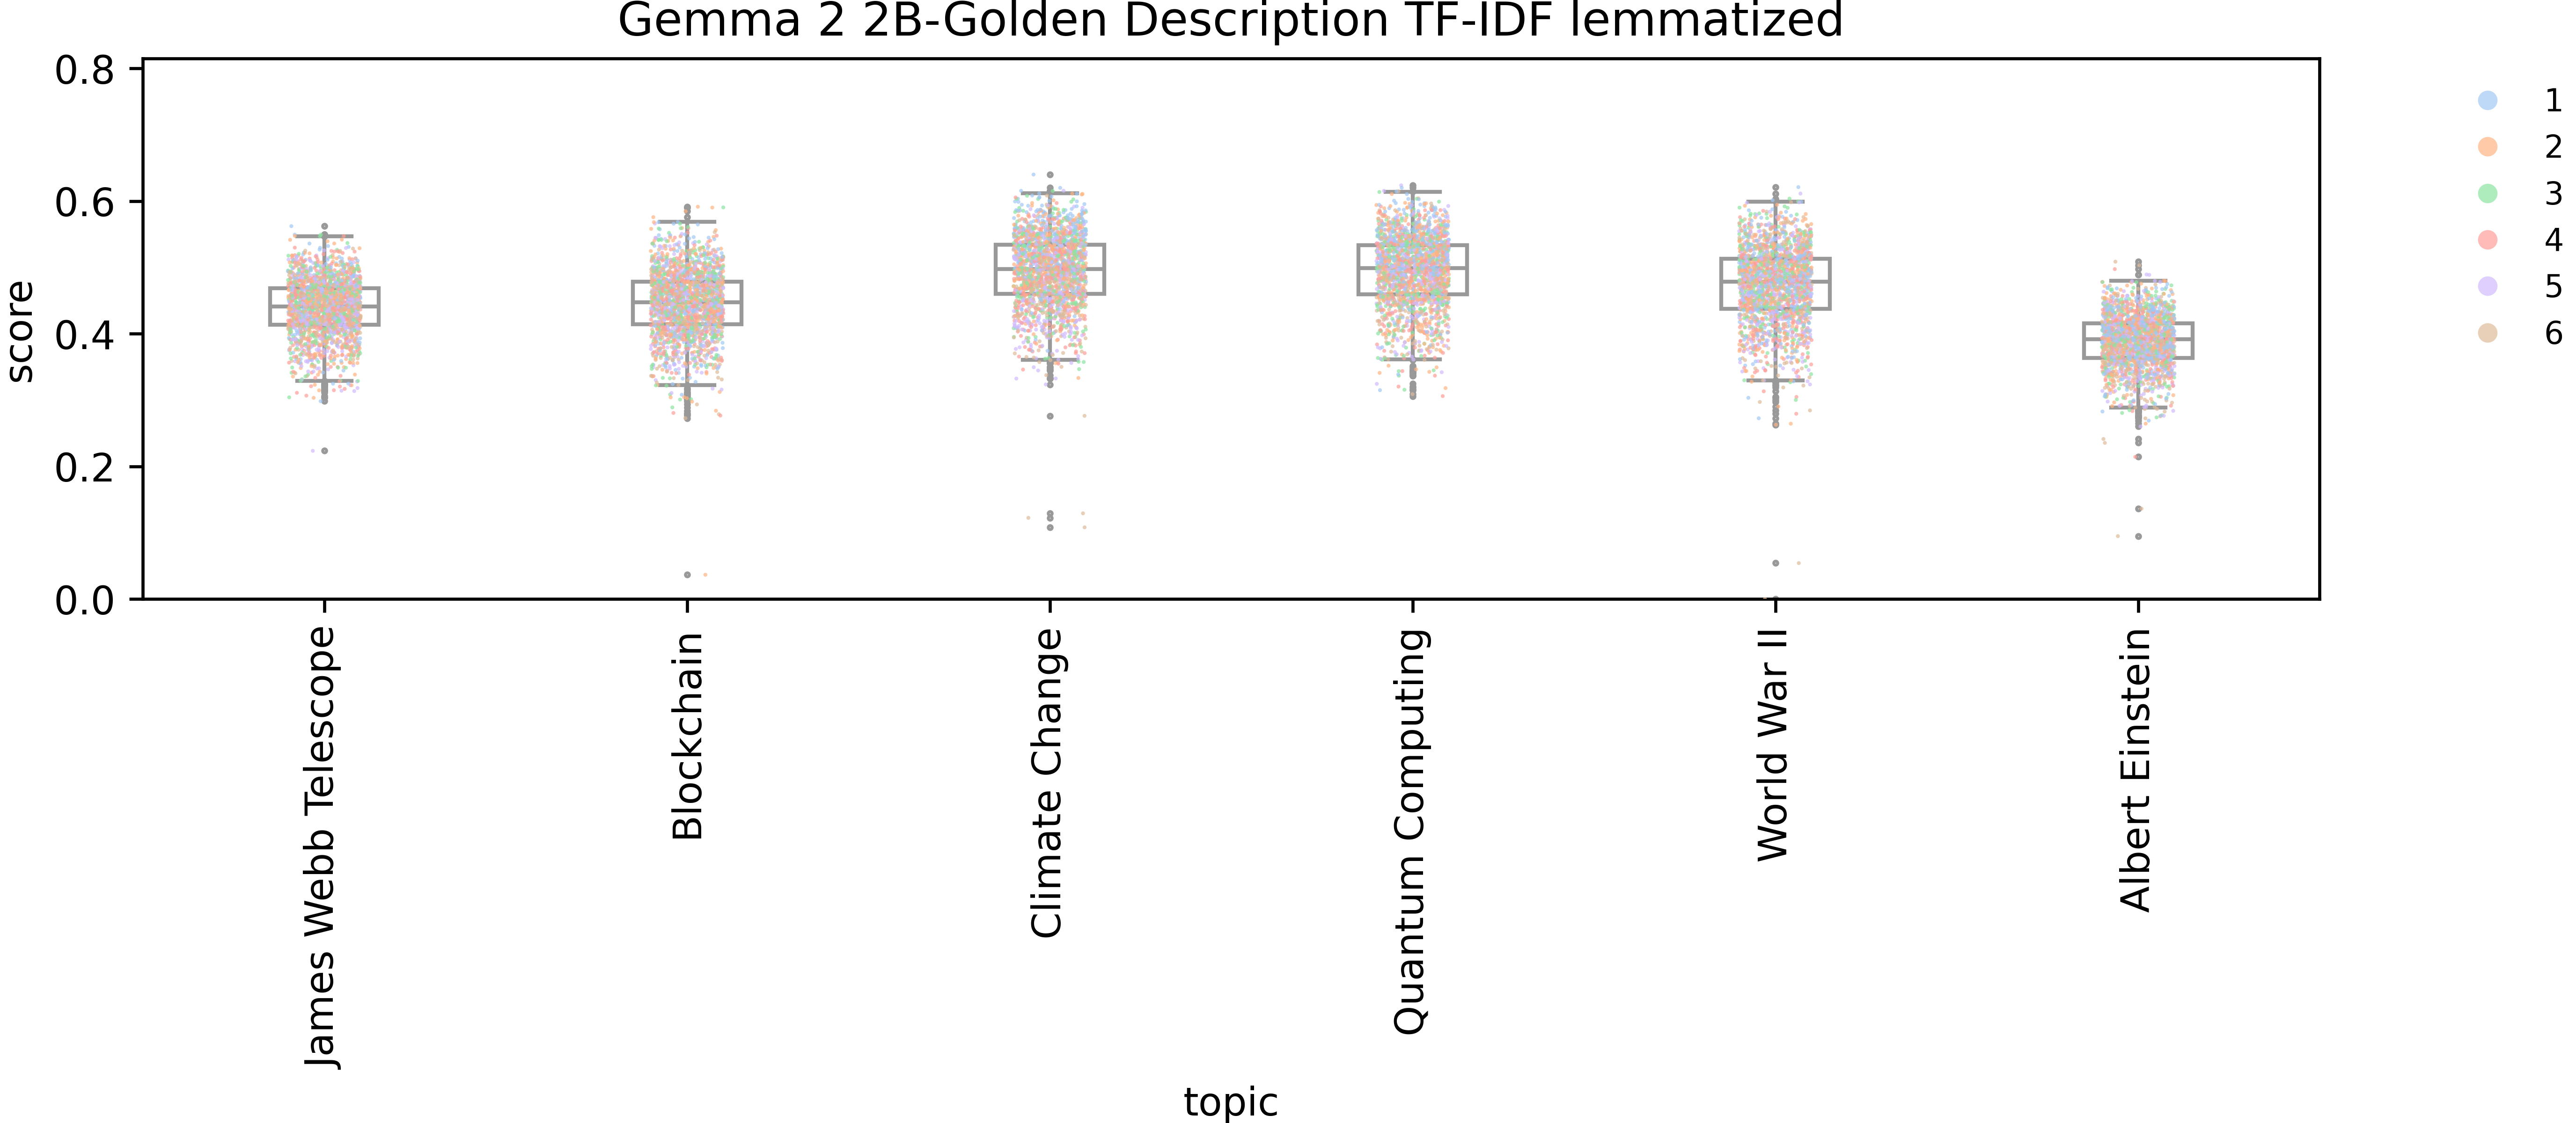 Gemma 2 2B-Golden Description TF-IDF lemmatized
score
0.8
0.6
0.4
0.2
0.0
1
2
3
4
5
6
James Webb Telescope
Blockchain
Climate Change
Quantum Computing
World War II
Albert Einstein
topic